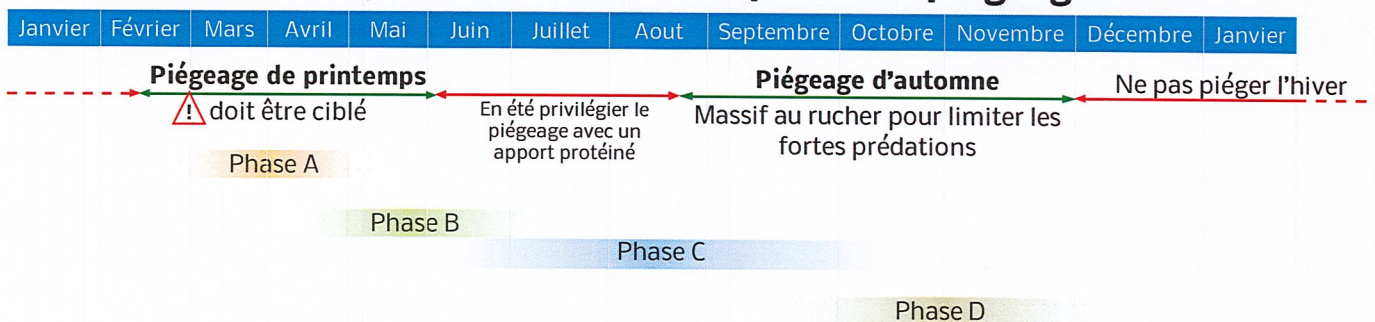 Janvier Février Mars Avril Mai Juin Juillet Aout Septembre Octobre Novembre Décembre Janvier
Piégeage de printemps
! doit être ciblé
En été privilégier le
piégeage avec un
apport protéiné
Piégeage d'automne
Massif au rucher pour limiter les
fortes prédations
Ne pas piéger l'hiver
Phase A
Phase B
Phase C
Phase D